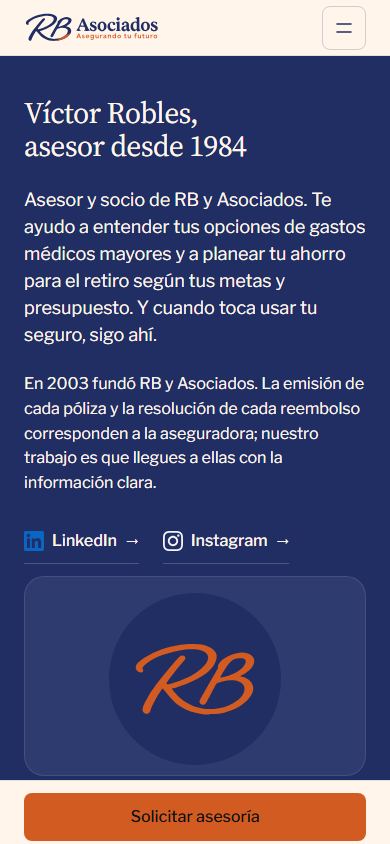 RB Asociados
Asegurando tu futuro
Víctor Robles,
asesor desde 1984
Asesor y socio de RB y Asociados. Te
ayudo a entender tus opciones de gastos
médicos mayores y a planear tu ahorro
para el retiro según tus metas y
presupuesto. Y cuando toca usar tu
seguro, sigo ahí.
En 2003 fundó RB y Asociados. La emisión de
cada póliza y la resolución de cada reembolso
corresponden a la aseguradora; nuestro
trabajo es que llegues a ellas con la
información clara.
in LinkedIn → Instagram →
RB
Solicitar asesoría